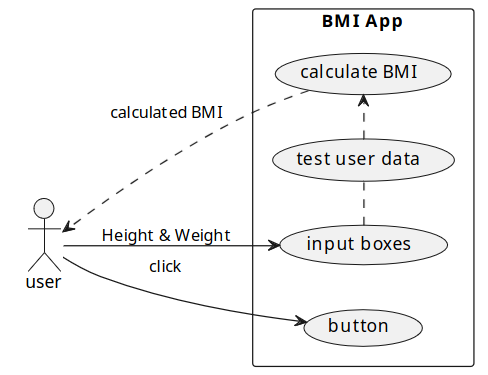 BMI App
calculate BMI
calculated BMI
test user data
Height & Weight
input boxes
click
user
button